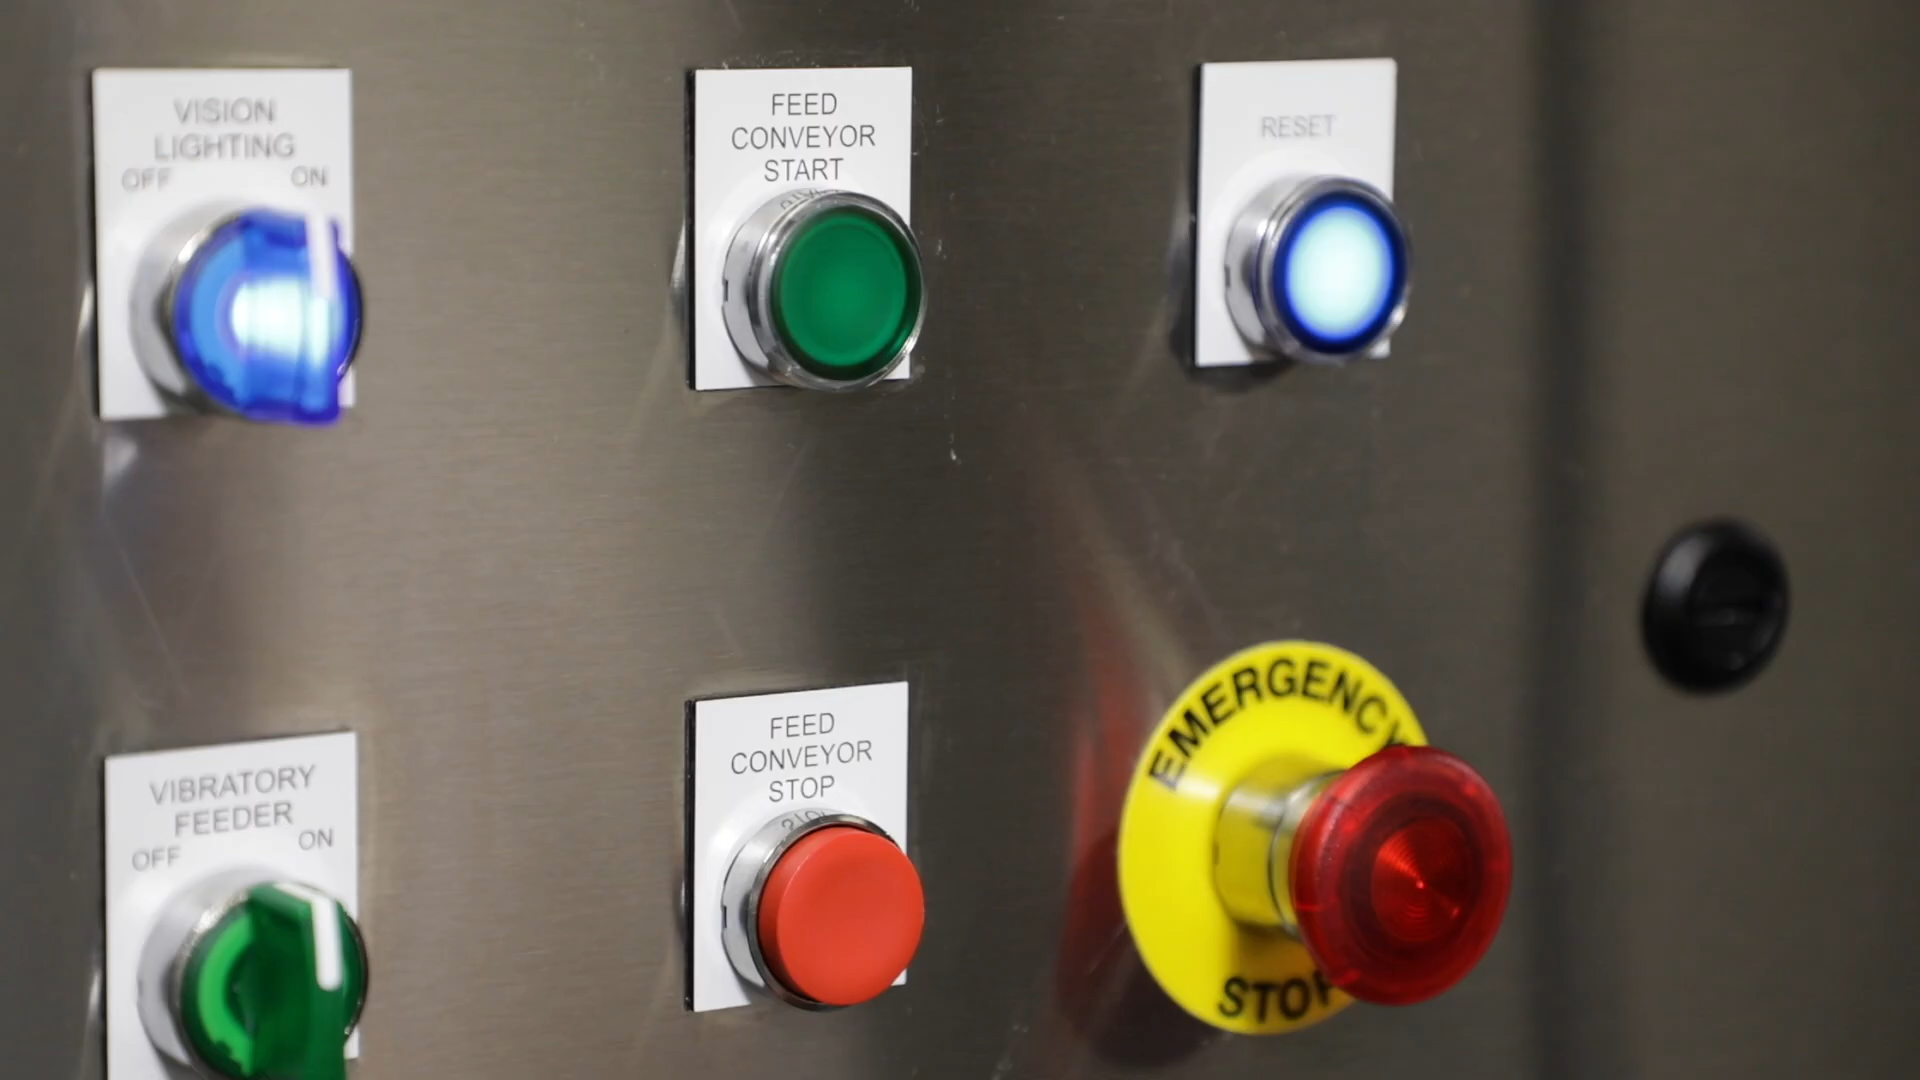 VISION
LIGHTING
OFF ON
FEED
CONVEYOR
START
RESET
VIBRATORY
FEEDER
OFF ON
FEED
CONVEYOR
STOP
EMERGENCY
STOP